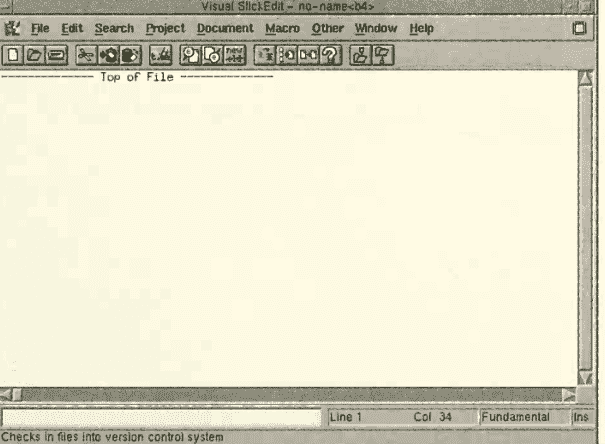 Visual SlickEdit - no-name<b4>
File Edit Search Project Document Macro Other Window Help
------------- Top of File -------------
Line 1 Col 34 Fundamental Ins
Checks in files into version control system